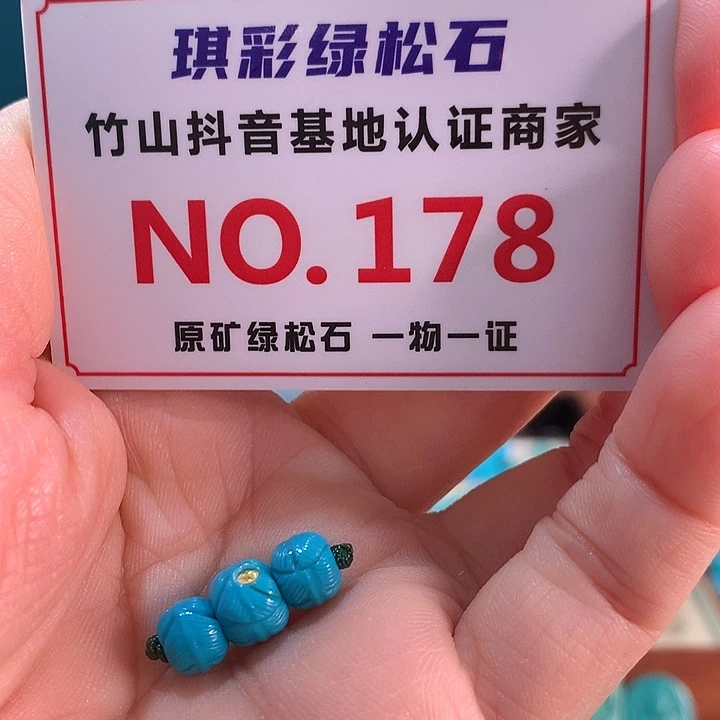 琪彩绿松石
竹山抖音基地认证商家
NO.178
原矿绿松石 一物一证